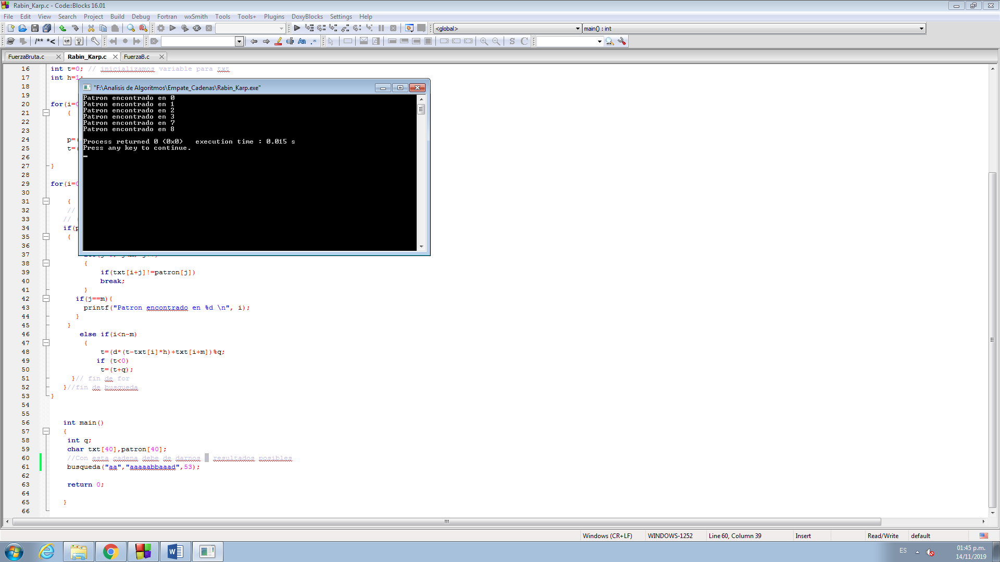 Rabin_Karp.c - Code::Blocks 16.01
File Edit View Search Project Build Debug Fortran wxSmith Tools Tools+ Plugins DoxyBlocks Settings Help
<global> main() : int
/** *< Aa .* S C
FuerzaBruta.c Rabin_Karp.c FuerzaB.c
16 int t=0; // inicializamos variable para txt
17 int h=1;
18
19
20 for(i=0
21 {
22
23
24 p=(
25 t=(
26
27 }
28
29 for(i=0
30
31 {
32 //
33 //
34 if(p
35 {
36
37
38 {
39 if(txt[i+j]!=patron[j])
40 break;
41 }
42 if(j==m){
43 printf("Patron encontrado en %d \n", i);
44 }
45 }
46 else if(i<n-m)
47 {
48 t=(d*(t-txt[i]*h)+txt[i+m])%q;
49 if (t<0)
50 t=(t+q);
51 }// fin de for
52 }//fin de busqueda
53 }
54
55
56 int main()
57 {
58 int q;
59 char txt[40],patron[40];
60 //Con esta cadena debe de darnos resultados posibles
61 busqueda("aa","aaaaabbaaad",53);
62
63 return 0;
64
65 }
66
"F:\Analisis de Algoritmos\Empate_Cadenas\Rabin_Karp.exe"
Patron encontrado en 0
Patron encontrado en 1
Patron encontrado en 2
Patron encontrado en 3
Patron encontrado en 7
Patron encontrado en 8
Process returned 0 (0x0) execution time : 0.015 s
Press any key to continue.
Windows (CR+LF) WINDOWS-1252 Line 60, Column 39 Insert Read/Write default
ES 01:45 p.m.
14/11/2019